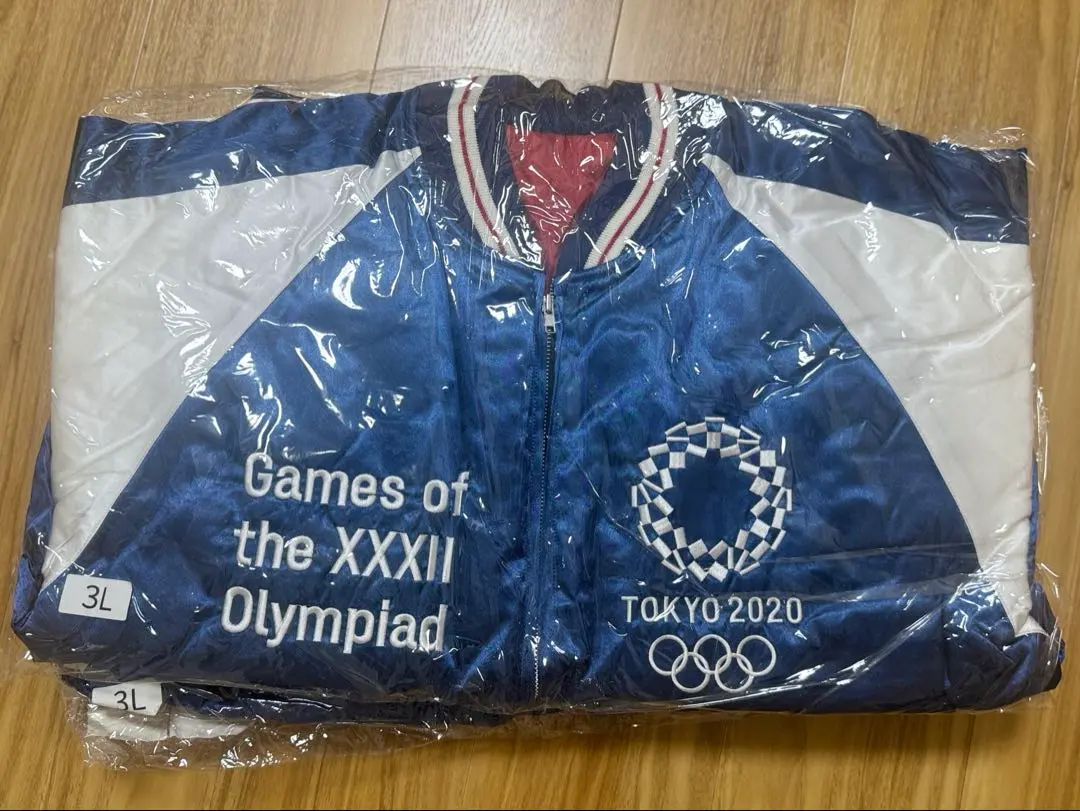 Games of
the XXXII
Olympiad
TOKYO 2020
3L
3L